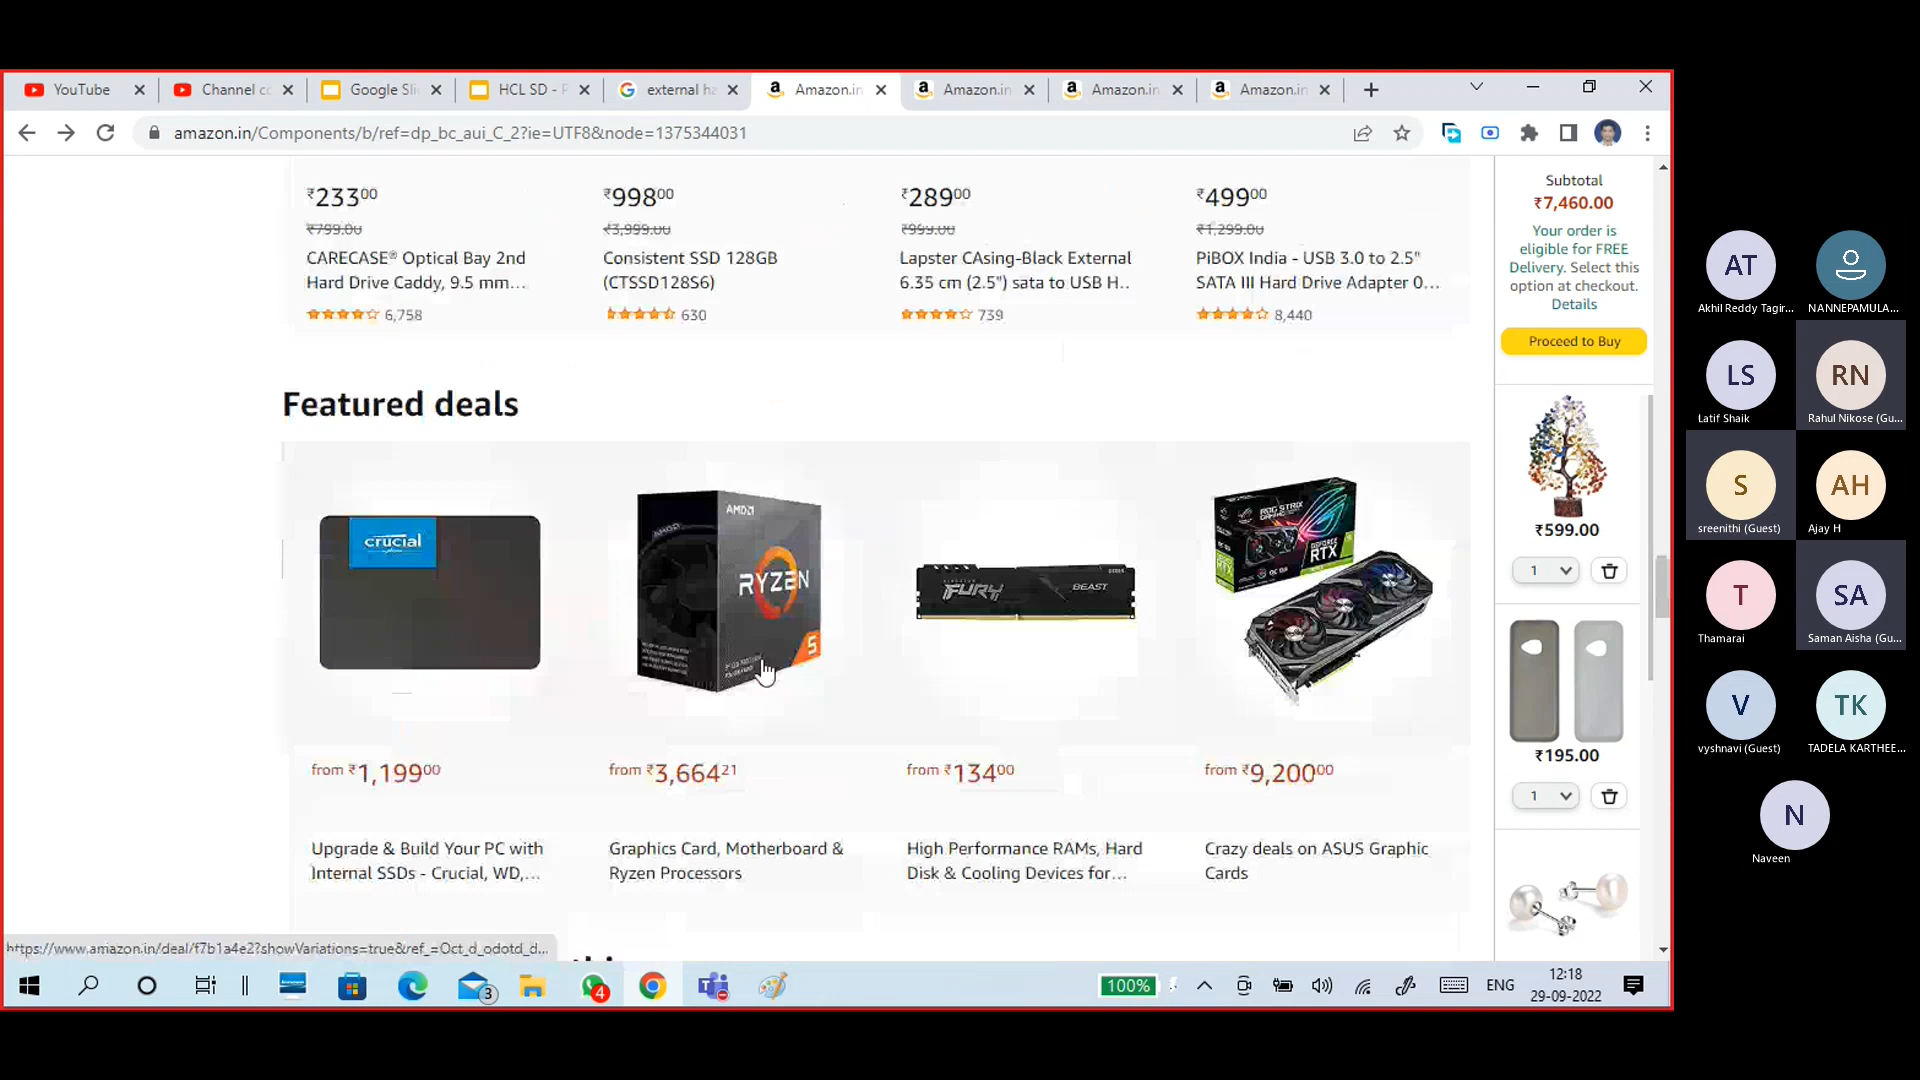 YouTube
Channel co
Google Sli
HCL SD - P
external ha
Amazon.in
Amazon.in
Amazon.in
Amazon.in
amazon.in/Components/b/ref=dp_bc_aui_C_2?ie=UTF8&node=1375344031
₹233⁰⁰
₹799.00
CARECASE® Optical Bay 2nd
Hard Drive Caddy, 9.5 mm...
6,758
₹998⁰⁰
₹3,999.00
Consistent SSD 128GB
(CTSSD128S6)
630
₹289⁰⁰
₹999.00
Lapster CAsing-Black External
6.35 cm (2.5") sata to USB H..
739
₹499⁰⁰
₹1,299.00
PiBOX India - USB 3.0 to 2.5"
SATA III Hard Drive Adapter 0...
8,440
Featured deals
crucial
AMD
RYZEN
5
FURY
BEAST
ROG STRIX
GEFORCE
RTX
from ₹1,199⁰⁰
Upgrade & Build Your PC with
Internal SSDs - Crucial, WD,...
from ₹3,664²¹
Graphics Card, Motherboard &
Ryzen Processors
from ₹134⁰⁰
High Performance RAMs, Hard
Disk & Cooling Devices for...
from ₹9,200⁰⁰
Crazy deals on ASUS Graphic
Cards
Subtotal
₹7,460.00
Your order is
eligible for FREE
Delivery. Select this
option at checkout.
Details
Proceed to Buy
₹599.00
1
₹195.00
1
https://www.amazon.in/deal/f7b1a4e2?showVariations=true&ref_=Oct_d_odotd_d...
3
4
100%
ENG
12:18
29-09-2022
AT
Akhil Reddy Tagir...
NANNEPAMULA...
LS
Latif Shaik
RN
Rahul Nikose (Gu...
S
sreenithi (Guest)
AH
Ajay H
T
Thamarai
SA
Saman Aisha (Gu...
V
vyshnavi (Guest)
TK
TADELA KARTHEE...
N
Naveen